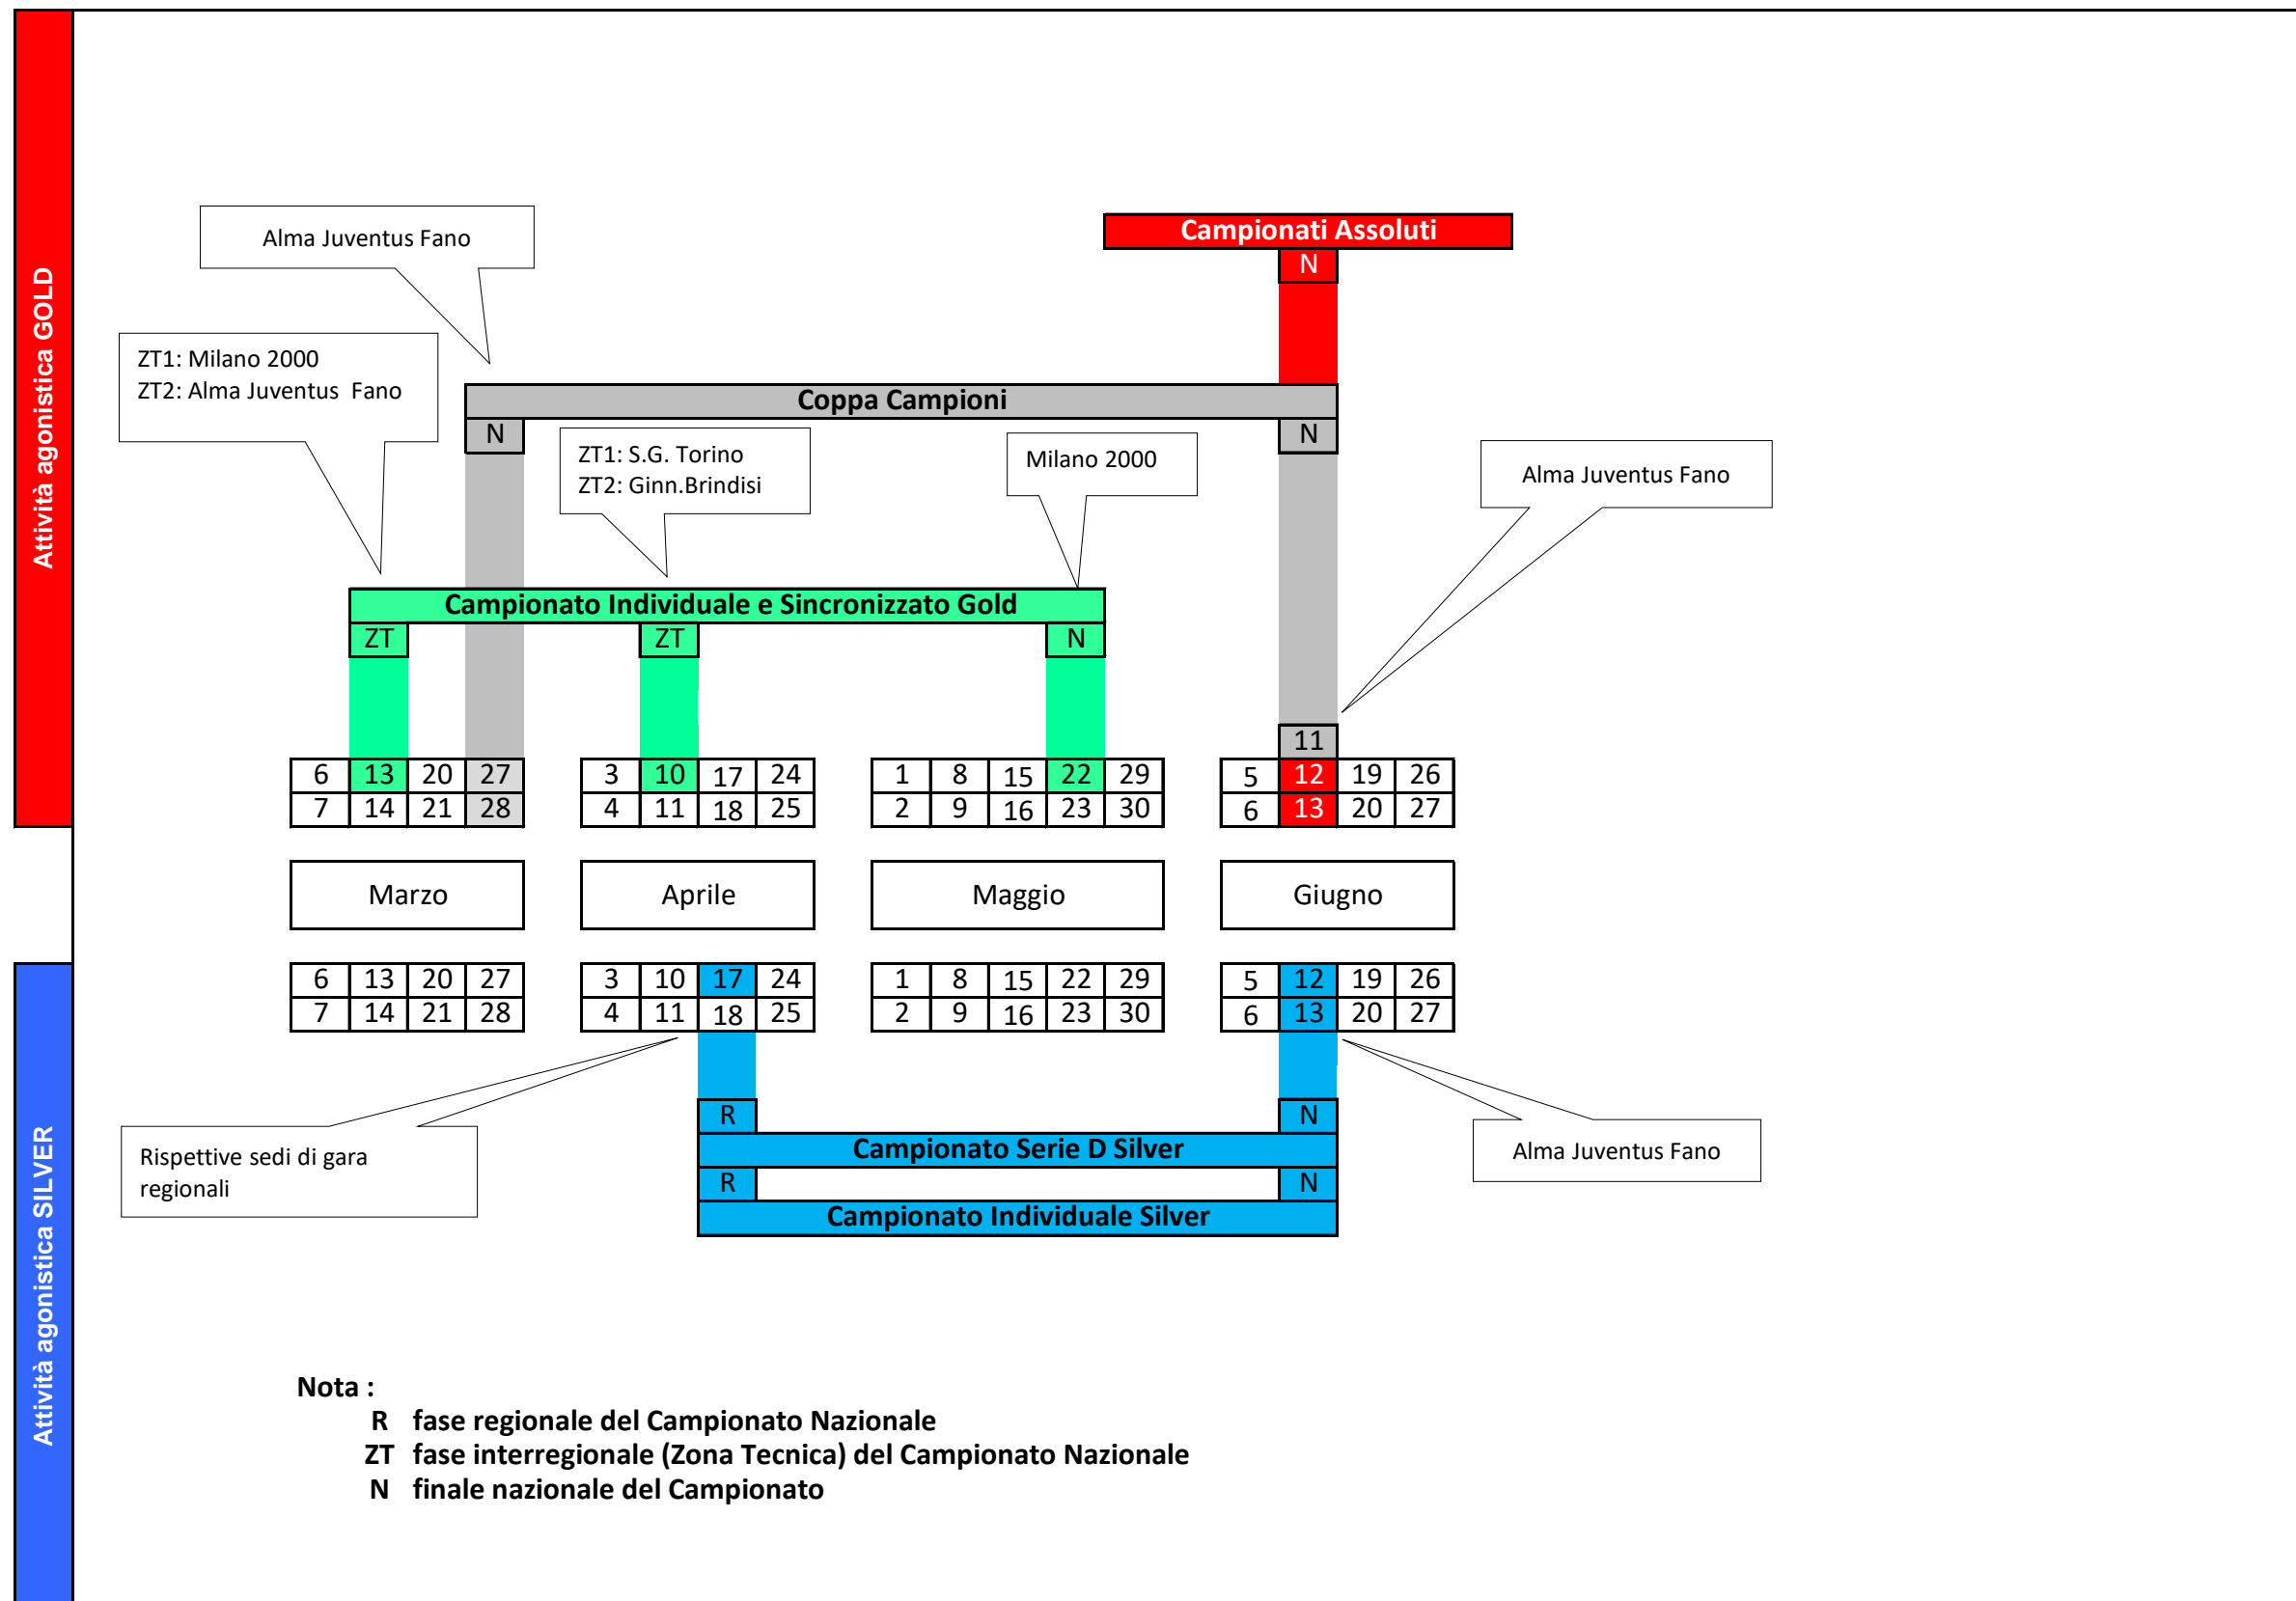 Attività agonistica GOLD
Campionati Assoluti
N
Alma Juventus Fano
ZT1: Milano 2000
ZT2: Alma Juventus  Fano
Coppa Campioni
N N
ZT1: S.G. Torino
ZT2: Ginn.Brindisi
Milano 2000
Alma Juventus Fano
Campionato Individuale e Sincronizzato Gold
ZT ZT N
11
6 13 20 27 3 10 17 24 1 8 15 22 29 5 12 19 26
7 14 21 28 4 11 18 25 2 9 16 23 30 6 13 20 27
Marzo Aprile Maggio Giugno
Attività agonistica SILVER
6 13 20 27 3 10 17 24 1 8 15 22 29 5 12 19 26
7 14 21 28 4 11 18 25 2 9 16 23 30 6 13 20 27
R N
Campionato Serie D Silver
R N
Campionato Individuale Silver
Rispettive sedi di gara
regionali
Alma Juventus Fano
Nota :
R fase regionale del Campionato Nazionale
ZT fase interregionale (Zona Tecnica) del Campionato Nazionale
N finale nazionale del Campionato